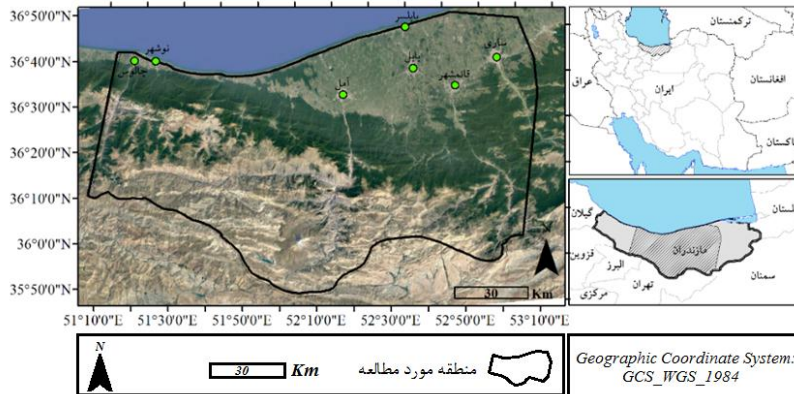 36°50'0"N
36°40'0"N
36°30'0"N
36°20'0"N
36°10'0"N
36°0'0"N
35°50'0"N
بابلسر
نوشهر
چالوس
ساری
بابل
قائمشهر
آمل
N
30 Km
51°10'0"E 51°30'0"E 51°50'0"E 52°10'0"E 52°30'0"E 52°50'0"E 53°10'0"E
ترکمنستان
ایران
افغانستان
عراق
پاکستان
گیلان
گلستان
مازندران
قزوین
البرز
تهران
سمنان
مرکزی
N
30 Km
منطقه مورد مطالعه
Geographic Coordinate System:
GCS_WGS_1984